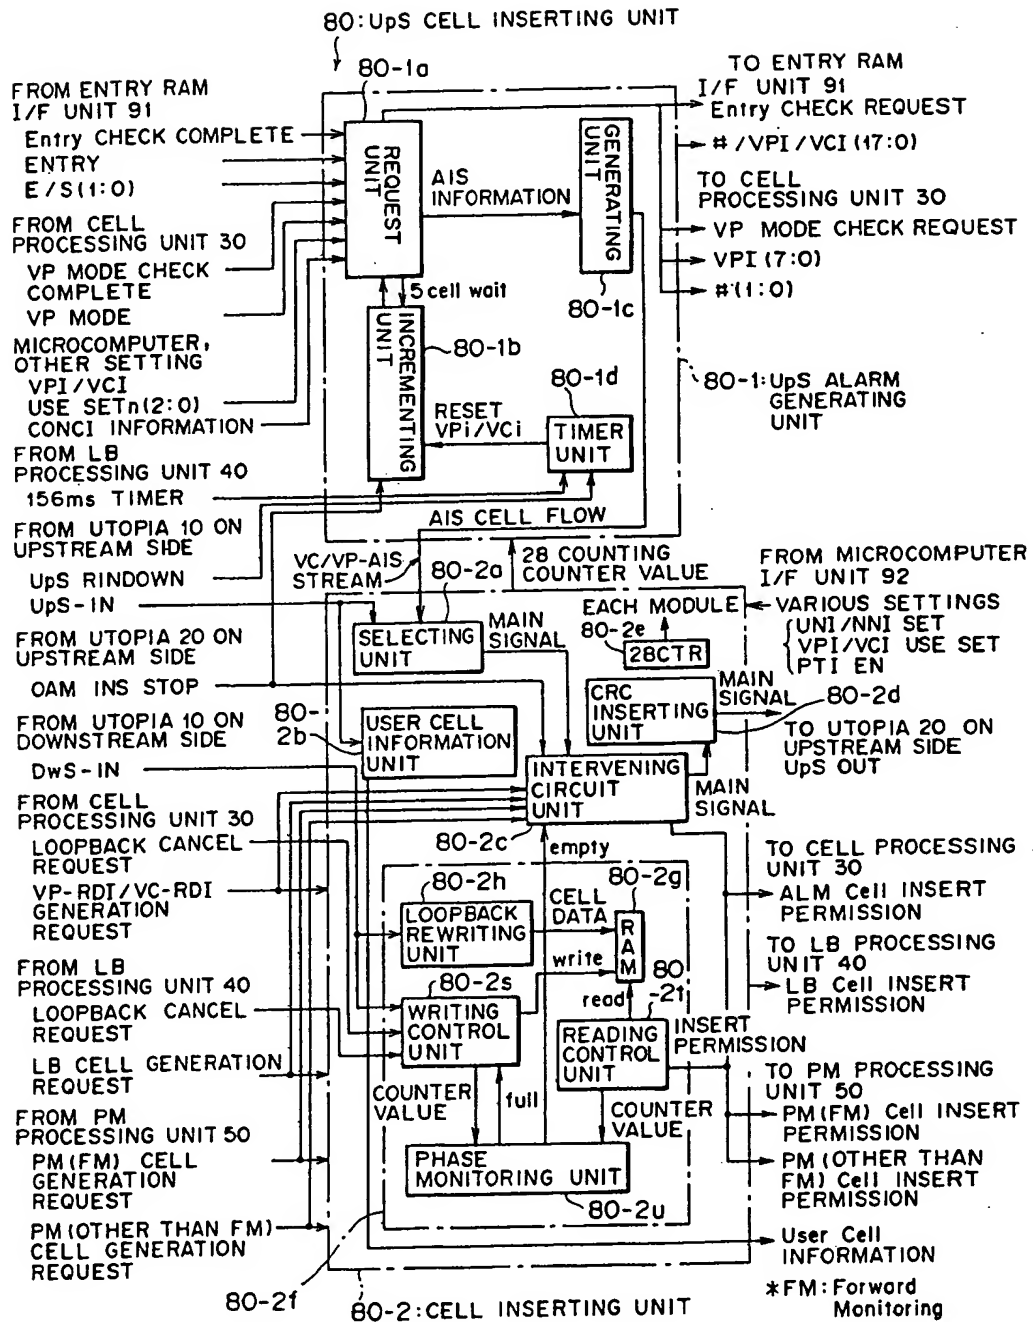 80:UpS CELL INSERTING UNIT
80-1a
FROM ENTRY RAM
I/F UNIT 91
Entry CHECK COMPLETE
ENTRY
E/S(1:0)
FROM CELL
PROCESSING UNIT 30
VP MODE CHECK
COMPLETE
VP MODE
MICROCOMPUTER,
OTHER SETTING
VPI/VCI
USE SETn(2:0)
CONCI INFORMATION
FROM LB
PROCESSING UNIT 40
156ms TIMER
FROM UTOPIA 10 ON
UPSTREAM SIDE
UpS RINDOWN
UpS-IN
FROM UTOPIA 20 ON
UPSTREAM SIDE
OAM INS STOP
FROM UTOPIA 10 ON
DOWNSTREAM SIDE
DwS-IN
FROM CELL
PROCESSING UNIT 30
LOOPBACK CANCEL
REQUEST
VP-RDI/VC-RDI
GENERATION
REQUEST
FROM LB
PROCESSING UNIT 40
LOOPBACK CANCEL
REQUEST
LB CELL GENERATION
REQUEST
FROM PM
PROCESSING UNIT 50
PM(FM) CELL
GENERATION
REQUEST
PM(OTHER THAN FM)
CELL GENERATION
REQUEST
REQUEST
UNIT
AIS
INFORMATION
GENERATING
UNIT
80-1c
5 cell wait
INCREMENTING
UNIT
80-1b
80-1d
RESET
VPi/VCi
TIMER
UNIT
AIS CELL FLOW
VC/VP-AIS
STREAM
28 COUNTING
COUNTER VALUE
80-2a
SELECTING
UNIT
MAIN
SIGNAL
EACH MODULE
80-2e
28CTR
80-
2b
USER CELL
INFORMATION
UNIT
CRC
INSERTING
UNIT
MAIN
SIGNAL
80-2d
INTERVENING
CIRCUIT
UNIT
MAIN
SIGNAL
80-2c
empty
80-2h
LOOPBACK
REWRITING
UNIT
CELL
DATA
80-2g
RAM
write
80-2s
WRITING
CONTROL
UNIT
read
80
-2t
READING
CONTROL
UNIT
INSERT
PERMISSION
COUNTER
VALUE
full
COUNTER
VALUE
PHASE
MONITORING UNIT
80-2u
80-2f
80-2:CELL INSERTING UNIT
TO ENTRY RAM
I/F UNIT 91
Entry CHECK REQUEST
#/VPI/VCI(17:0)
TO CELL
PROCESSING UNIT 30
VP MODE CHECK REQUEST
VPI(7:0)
#(1:0)
80-1:UpS ALARM
GENERATING
UNIT
FROM MICROCOMPUTER
I/F UNIT 92
VARIOUS SETTINGS
UNI/NNI SET
VPI/VCI USE SET
PTI EN
TO UTOPIA 20 ON
UPSTREAM SIDE
UpS OUT
TO CELL PROCESSING
UNIT 30
ALM Cell INSERT
PERMISSION
TO LB PROCESSING
UNIT 40
LB Cell INSERT
PERMISSION
TO PM PROCESSING
UNIT 50
PM(FM) Cell INSERT
PERMISSION
PM(OTHER THAN
FM) Cell INSERT
PERMISSION
User Cell
INFORMATION
*FM: Forward
Monitoring